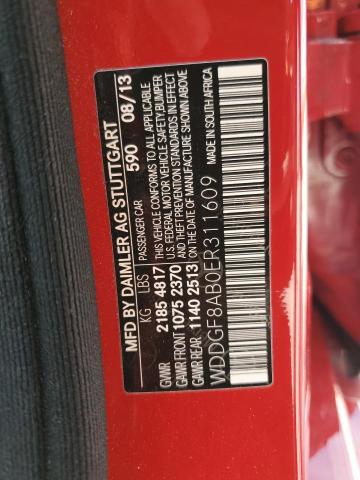 MFD BY DAIMLER AG STUTTGART
590 08/13
PASSENGER CAR
KG LBS
GVWR 2185 4817
GAWR FRONT 1075 2370
GAWR REAR 1140 2513
THIS VEHICLE CONFORMS TO ALL APPLICABLE
U.S. FEDERAL MOTOR VEHICLE SAFETY, BUMPER
AND THEFT PREVENTION STANDARDS IN EFFECT
ON THE DATE OF MANUFACTURE SHOWN ABOVE
MADE IN SOUTH AFRICA
WDDGF8AB0ER311609